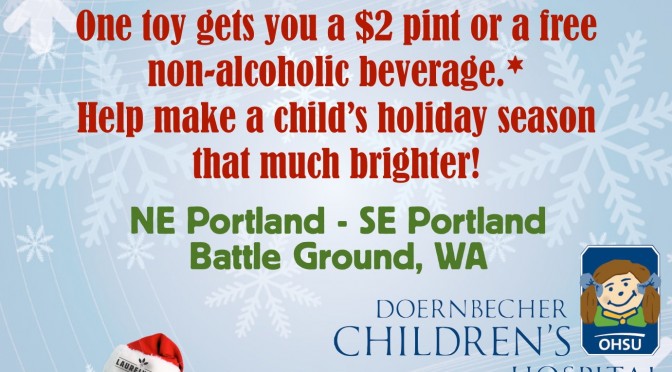 One toy gets you a $2 pint or a free
non-alcoholic beverage.*
Help make a child's holiday season
that much brighter!
NE Portland - SE Portland
Battle Ground, WA
DOERNBECHER
CHILDREN'S
HOSPITAL
OHSU